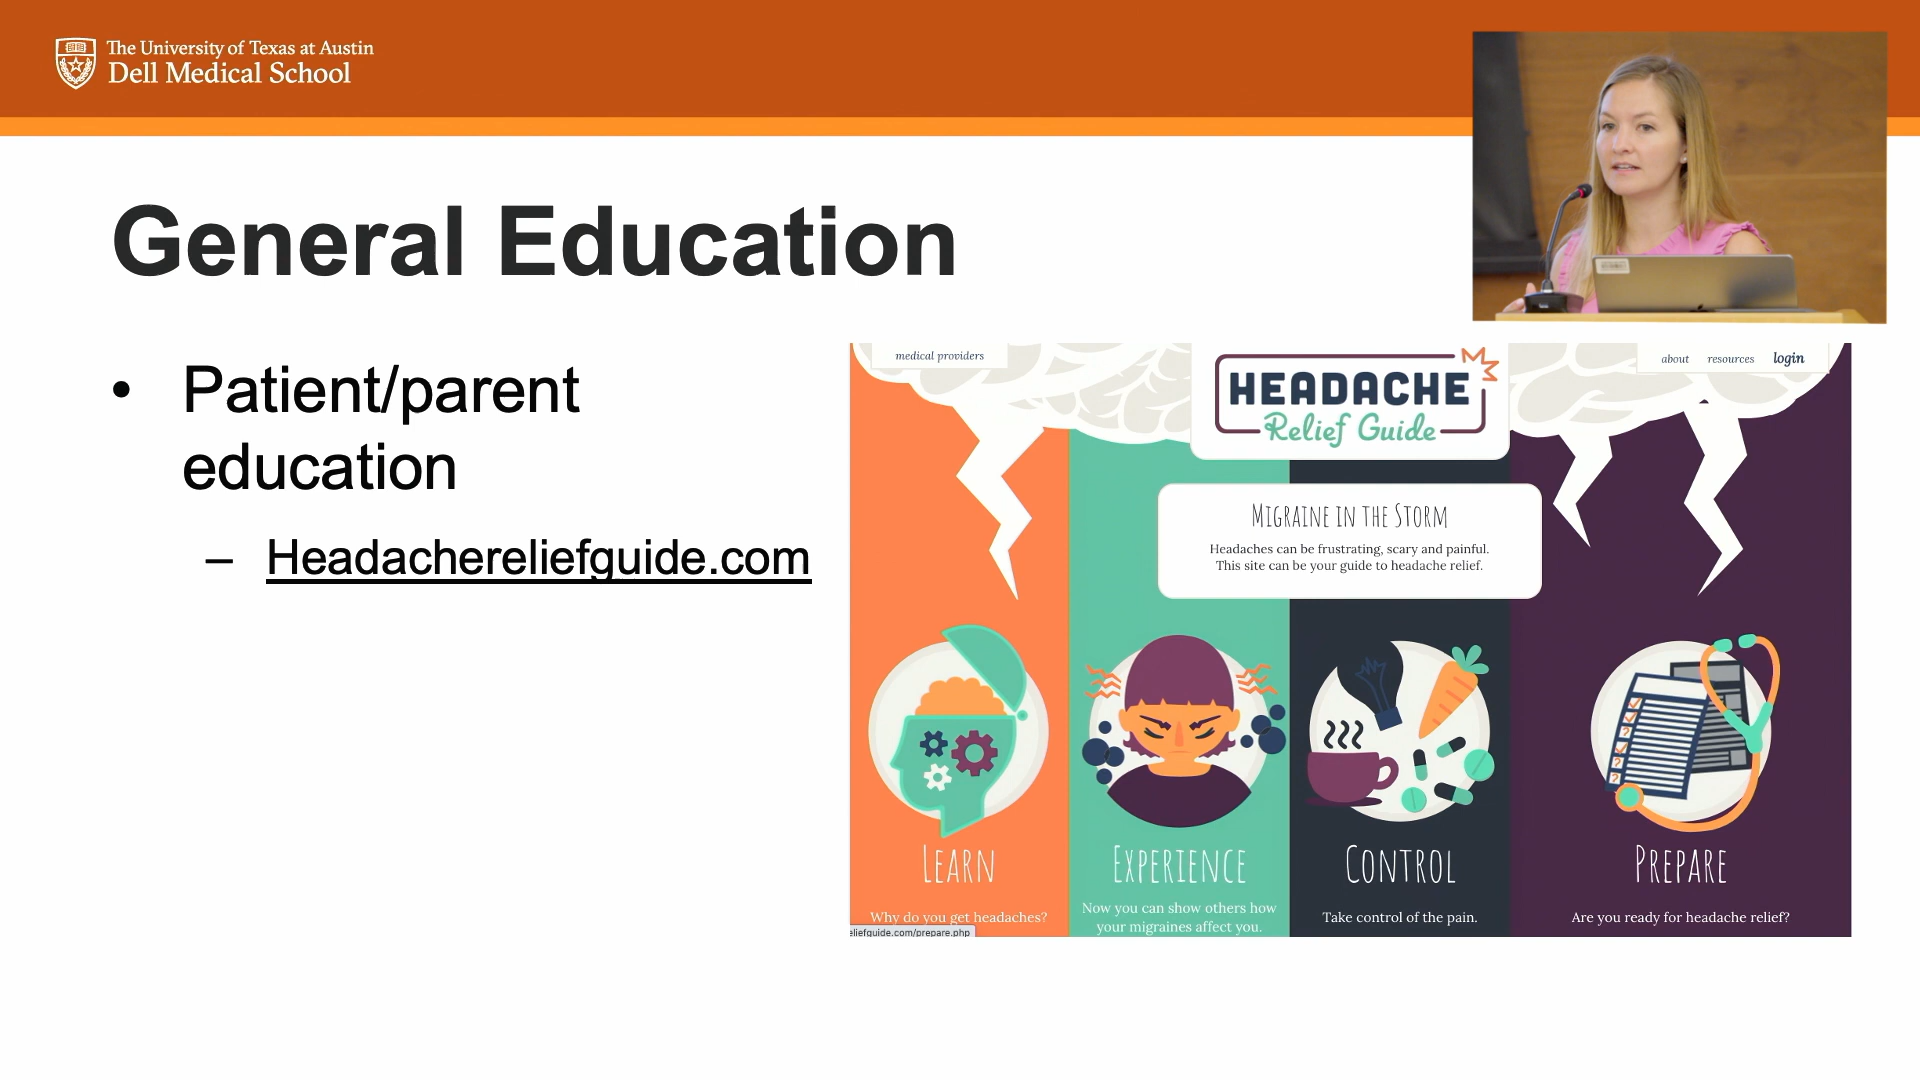 The University of Texas at Austin
Dell Medical School
General Education
• Patient/parent
education
– Headachereliefguide.com
medical providers
HEADACHE
Relief Guide
about resources login
MIGRAINE IN THE STORM
Headaches can be frustrating, scary and painful.
This site can be your guide to headache relief.
LEARN
Why do you get headaches?
EXPERIENCE
Now you can show others how
your migraines affect you.
CONTROL
Take control of the pain.
PREPARE
Are you ready for headache relief?
eliefguide.com/prepare.php